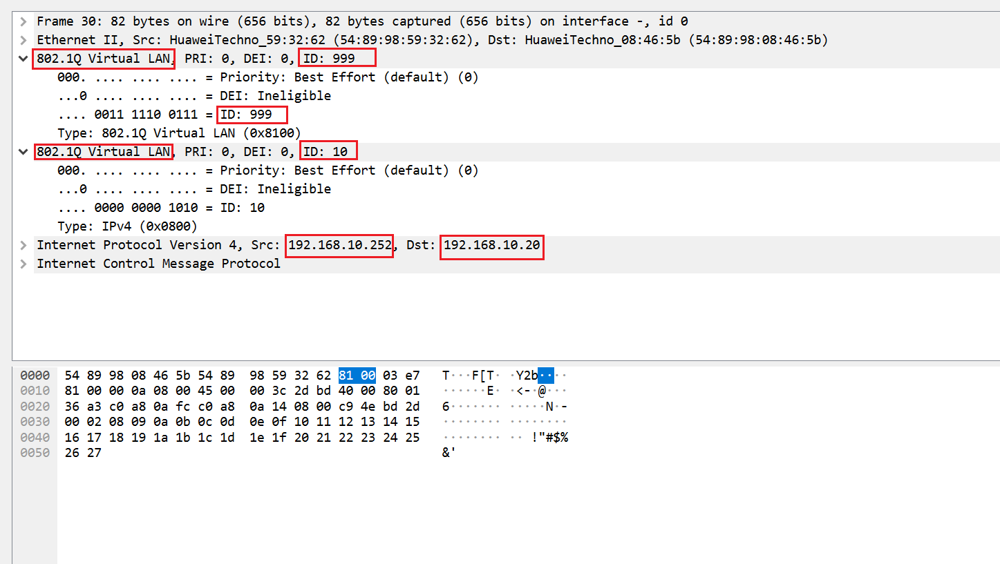 Frame 30: 82 bytes on wire (656 bits), 82 bytes captured (656 bits) on interface -, id 0
Ethernet II, Src: HuaweiTechno_59:32:62 (54:89:98:59:32:62), Dst: HuaweiTechno_08:46:5b (54:89:98:08:46:5b)
802.1Q Virtual LAN, PRI: 0, DEI: 0, ID: 999
000. .... .... .... = Priority: Best Effort (default) (0)
...0 .... .... .... = DEI: Ineligible
.... 0011 1110 0111 = ID: 999
Type: 802.1Q Virtual LAN (0x8100)
802.1Q Virtual LAN, PRI: 0, DEI: 0, ID: 10
000. .... .... .... = Priority: Best Effort (default) (0)
...0 .... .... .... = DEI: Ineligible
.... 0000 0000 1010 = ID: 10
Type: IPv4 (0x0800)
Internet Protocol Version 4, Src: 192.168.10.252, Dst: 192.168.10.20
Internet Control Message Protocol
0000 54 89 98 08 46 5b 54 89 98 59 32 62 81 00 03 e7 T···F[T· ·Y2b····
0010 81 00 00 0a 08 00 45 00 00 3c 2d bd 40 00 80 01 ······E· ·<-·@···
0020 36 a3 c0 a8 0a fc c0 a8 0a 14 08 00 c9 4e bd 2d 6······· ·····N·-
0030 00 02 08 09 0a 0b 0c 0d 0e 0f 10 11 12 13 14 15 ········ ········
0040 16 17 18 19 1a 1b 1c 1d 1e 1f 20 21 22 23 24 25 ········ ·· !"#$%
0050 26 27 &'